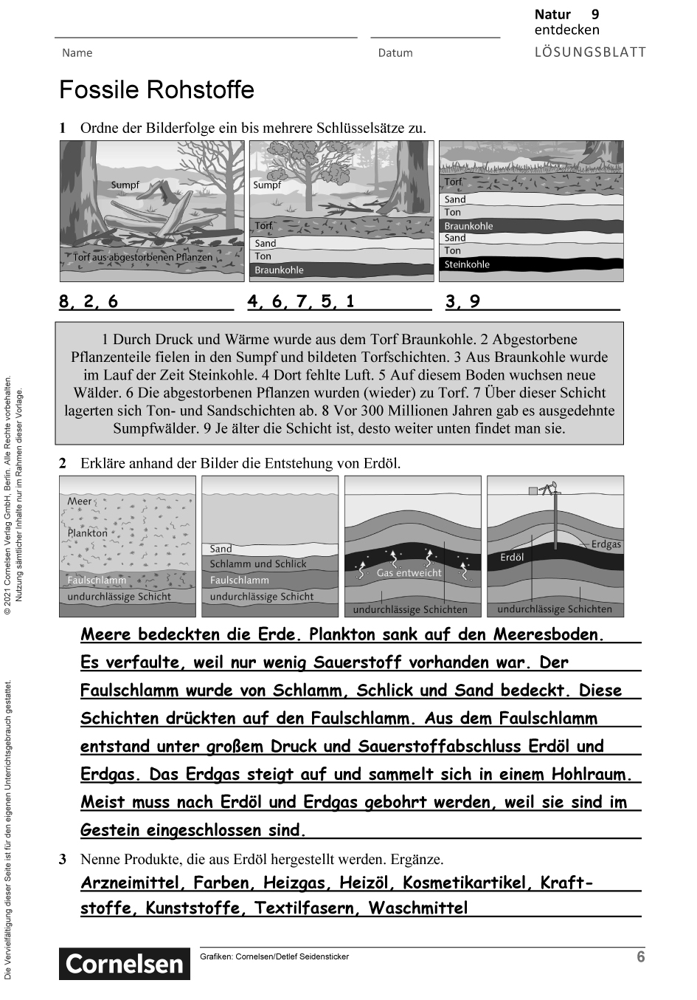 Natur 9
entdecken
Name
Datum
LÖSUNGSBLATT
Fossile Rohstoffe
1 Ordne der Bilderfolge ein bis mehrere Schlüsselsätze zu.
Sumpf
Torf aus abgestorbenen Pflanzen
Sumpf
Torf
Sand
Ton
Braunkohle
Torf
Sand
Ton
Braunkohle
Sand
Ton
Steinkohle
8, 2, 6
4, 6, 7, 5, 1
3, 9
1 Durch Druck und Wärme wurde aus dem Torf Braunkohle. 2 Abgestorbene
Pflanzenteile fielen in den Sumpf und bildeten Torfschichten. 3 Aus Braunkohle wurde
im Lauf der Zeit Steinkohle. 4 Dort fehlte Luft. 5 Auf diesem Boden wuchsen neue
Wälder. 6 Die abgestorbenen Pflanzen wurden (wieder) zu Torf. 7 Über dieser Schicht
lagerten sich Ton- und Sandschichten ab. 8 Vor 300 Millionen Jahren gab es ausgedehnte
Sumpfwälder. 9 Je älter die Schicht ist, desto weiter unten findet man sie.
2 Erkläre anhand der Bilder die Entstehung von Erdöl.
Meer
Plankton
Faulschlamm
undurchlässige Schicht
Sand
Schlamm und Schlick
Faulschlamm
undurchlässige Schicht
Gas entweicht
undurchlässige Schichten
Erdgas
Erdöl
undurchlässige Schichten
Meere bedeckten die Erde. Plankton sank auf den Meeresboden.
Es verfaulte, weil nur wenig Sauerstoff vorhanden war. Der
Faulschlamm wurde von Schlamm, Schlick und Sand bedeckt. Diese
Schichten drückten auf den Faulschlamm. Aus dem Faulschlamm
entstand unter großem Druck und Sauerstoffabschluss Erdöl und
Erdgas. Das Erdgas steigt auf und sammelt sich in einem Hohlraum.
Meist muss nach Erdöl und Erdgas gebohrt werden, weil sie sind im
Gestein eingeschlossen sind.
3 Nenne Produkte, die aus Erdöl hergestellt werden. Ergänze.
Arzneimittel, Farben, Heizgas, Heizöl, Kosmetikartikel, Kraft-
stoffe, Kunststoffe, Textilfasern, Waschmittel
Cornelsen
Grafiken: Cornelsen/Detlef Seidensticker
6
© 2021 Cornelsen Verlag GmbH, Berlin. Alle Rechte vorbehalten.
Die Vervielfältigung dieser Seite ist für den eigenen Unterrichtsgebrauch gestattet.
Nutzung sämtlicher Inhalte nur im Rahmen dieser Vorlage.